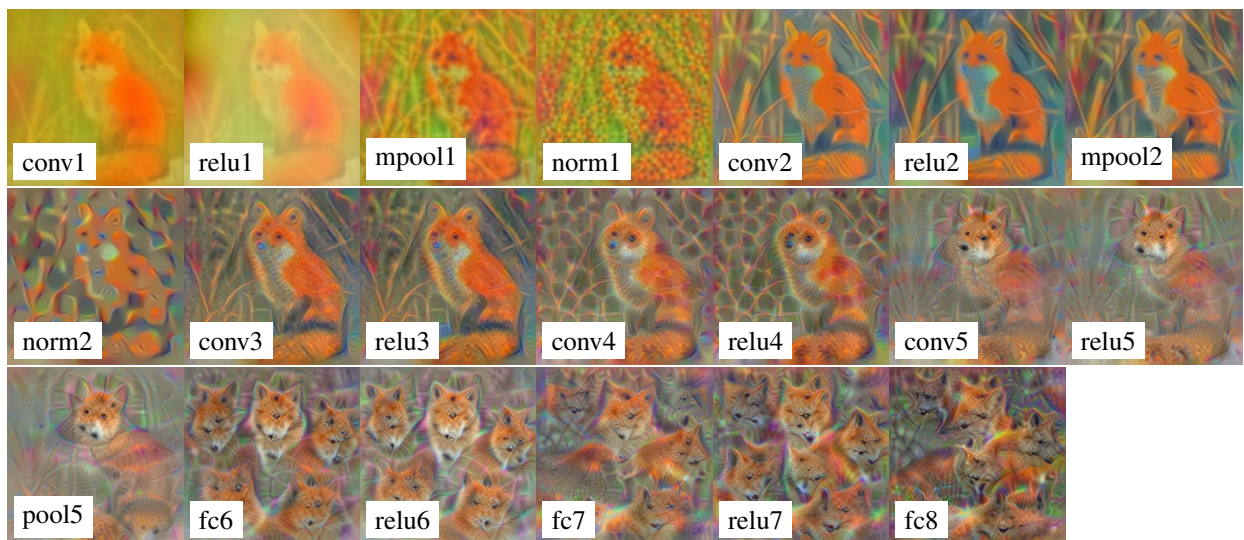 conv1 relu1 mpool1 norm1 conv2 relu2 mpool2
norm2 conv3 relu3 conv4 relu4 conv5 relu5
pool5 fc6 relu6 fc7 relu7 fc8